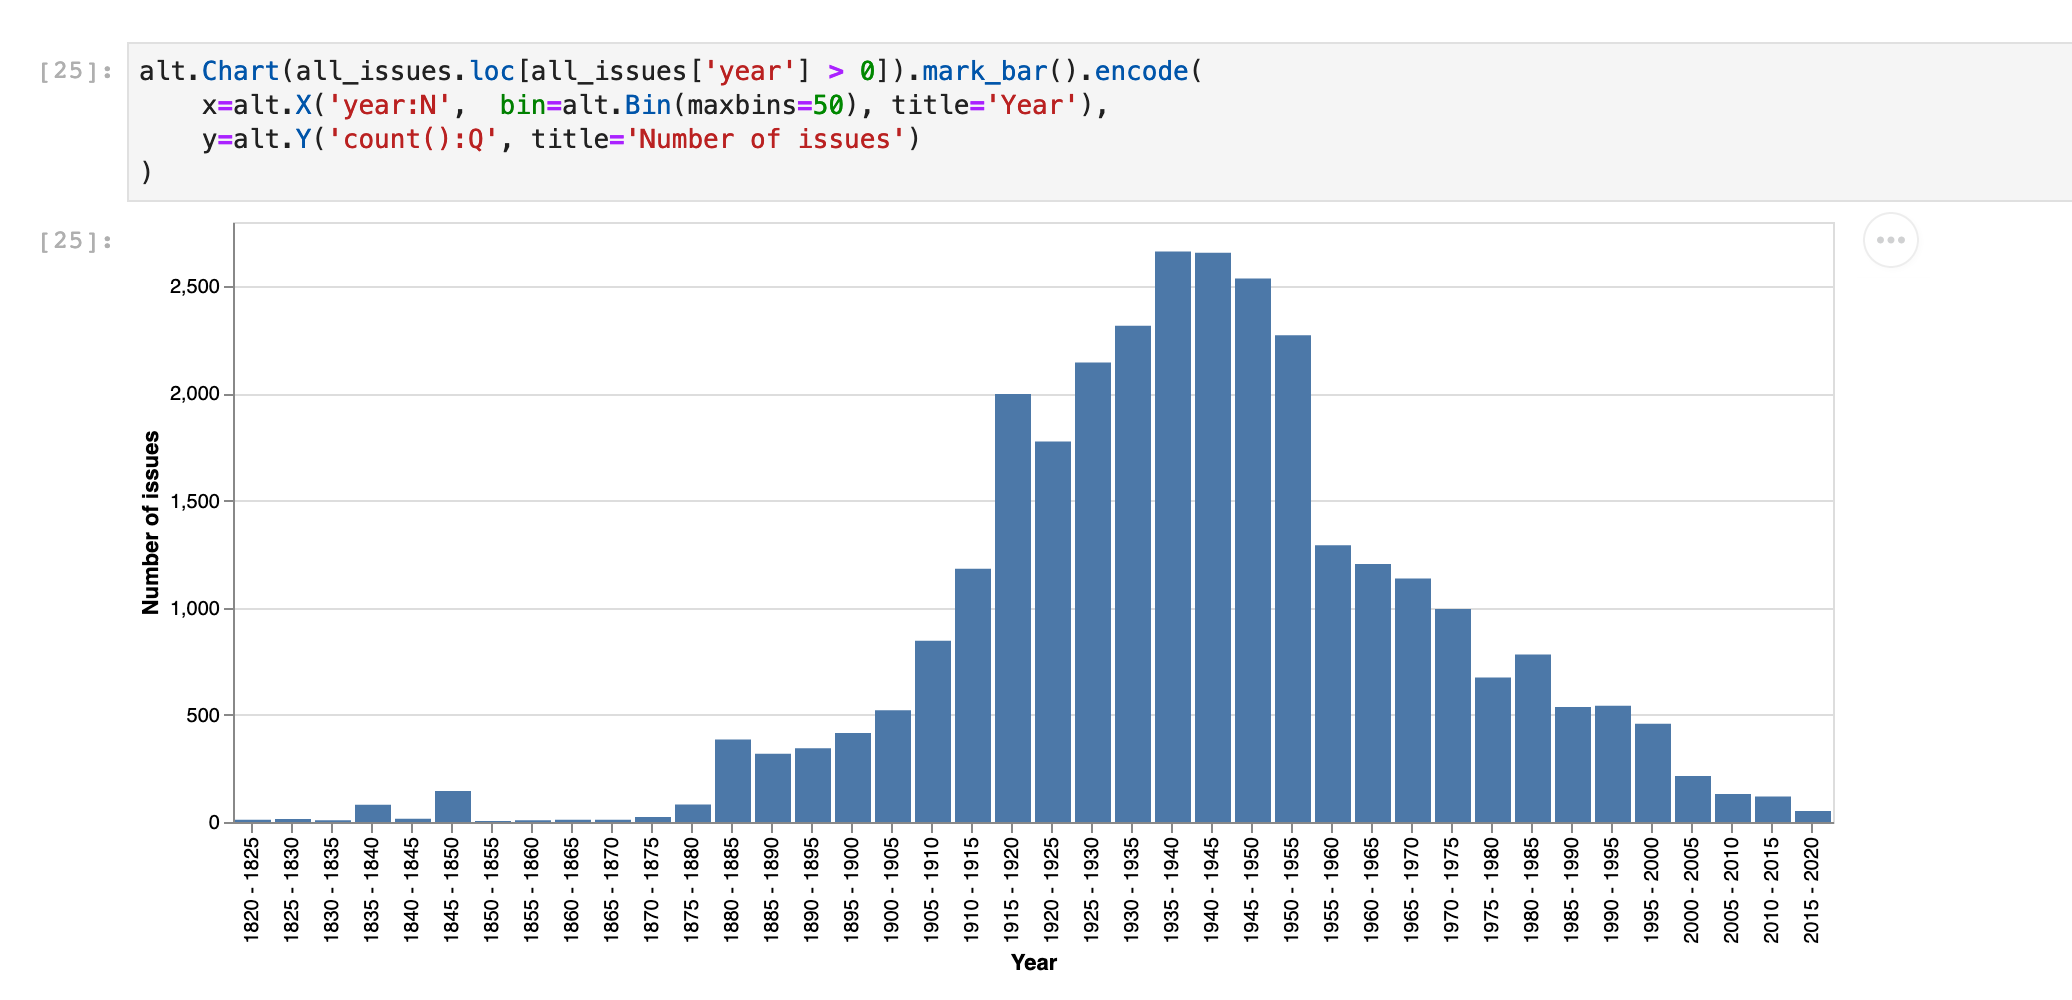 [25]:
alt.Chart(all_issues.loc[all_issues['year'] > 0]).mark_bar().encode(
    x=alt.X('year:N',  bin=alt.Bin(maxbins=50), title='Year'),
    y=alt.Y('count():Q', title='Number of issues')
)
[25]:
Number of issues
2,500
2,000
1,500
1,000
500
0
1820 - 1825
1825 - 1830
1830 - 1835
1835 - 1840
1840 - 1845
1845 - 1850
1850 - 1855
1855 - 1860
1860 - 1865
1865 - 1870
1870 - 1875
1875 - 1880
1880 - 1885
1885 - 1890
1890 - 1895
1895 - 1900
1900 - 1905
1905 - 1910
1910 - 1915
1915 - 1920
1920 - 1925
1925 - 1930
1930 - 1935
1935 - 1940
1940 - 1945
1945 - 1950
1950 - 1955
1955 - 1960
1960 - 1965
1965 - 1970
1970 - 1975
1975 - 1980
1980 - 1985
1985 - 1990
1990 - 1995
1995 - 2000
2000 - 2005
2005 - 2010
2010 - 2015
2015 - 2020
Year